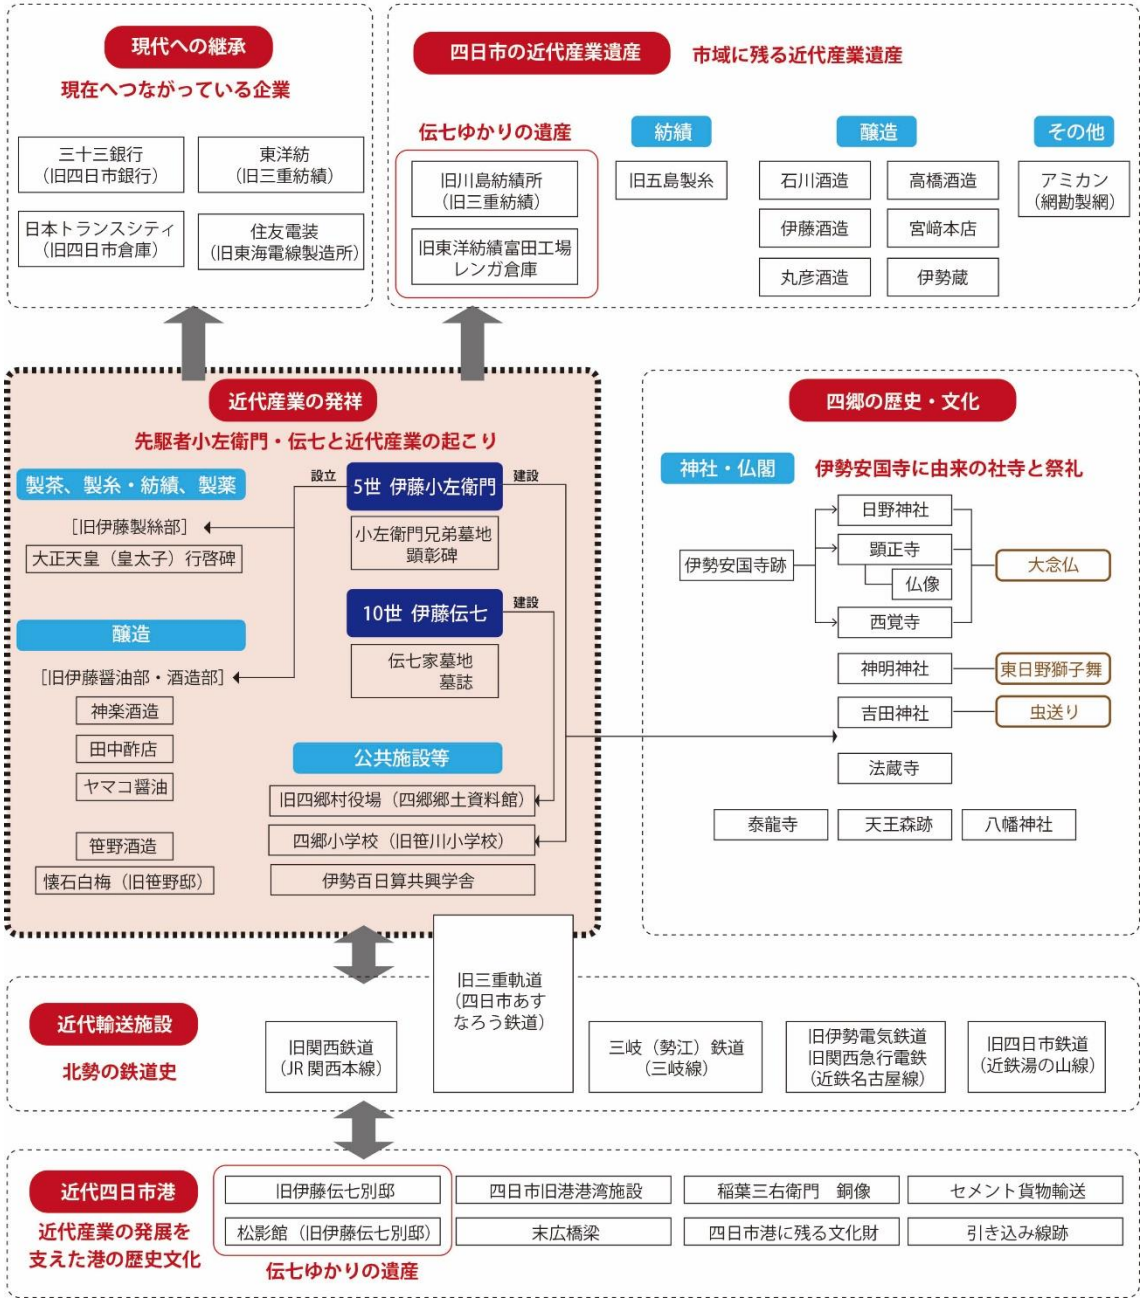 現代への継承
現在へつながっている企業
三十三銀行
(旧四日市銀行)
東洋紡
(旧三重紡績)
日本トランスシティ
(旧四日市倉庫)
住友電装
(旧東海電線製造所)
四日市の近代産業遺産
市域に残る近代産業遺産
伝七ゆかりの遺産
旧川島紡績所
(旧三重紡績)
旧東洋紡績富田工場
レンガ倉庫
紡績
旧五島製糸
醸造
石川酒造
高橋酒造
伊藤酒造
宮﨑本店
丸彦酒造
伊勢蔵
その他
アミカン
(網勘製網)
近代産業の発祥
先駆者小左衛門・伝七と近代産業の起こり
製茶、製糸・紡績、製薬
設立
5世 伊藤小左衛門
建設
[旧伊藤製絲部]
大正天皇（皇太子）行啓碑
小左衛門兄弟墓地
顕彰碑
10世 伊藤伝七
建設
伝七家墓地
墓誌
醸造
[旧伊藤醤油部・酒造部]
神楽酒造
田中酢店
ヤマコ醤油
笹野酒造
懐石白梅（旧笹野邸）
公共施設等
旧四郷村役場（四郷郷土資料館）
四郷小学校（旧笹川小学校）
伊勢百日算共興学舎
四郷の歴史・文化
神社・仏閣
伊勢安国寺に由来の社寺と祭礼
伊勢安国寺跡
日野神社
顕正寺
仏像
西覚寺
大念仏
神明神社
東日野獅子舞
吉田神社
虫送り
法蔵寺
泰龍寺
天王森跡
八幡神社
近代輸送施設
北勢の鉄道史
旧関西鉄道
(JR 関西本線)
旧三重軌道
(四日市あす
なろう鉄道)
三岐（勢江）鉄道
(三岐線)
旧伊勢電気鉄道
旧関西急行電鉄
(近鉄名古屋線)
旧四日市鉄道
(近鉄湯の山線)
近代四日市港
近代産業の発展を
支えた港の歴史文化
旧伊藤伝七別邸
松影館（旧伊藤伝七別邸）
伝七ゆかりの遺産
四日市旧港港湾施設
稲葉三右衛門　銅像
セメント貨物輸送
末広橋梁
四日市港に残る文化財
引き込み線跡